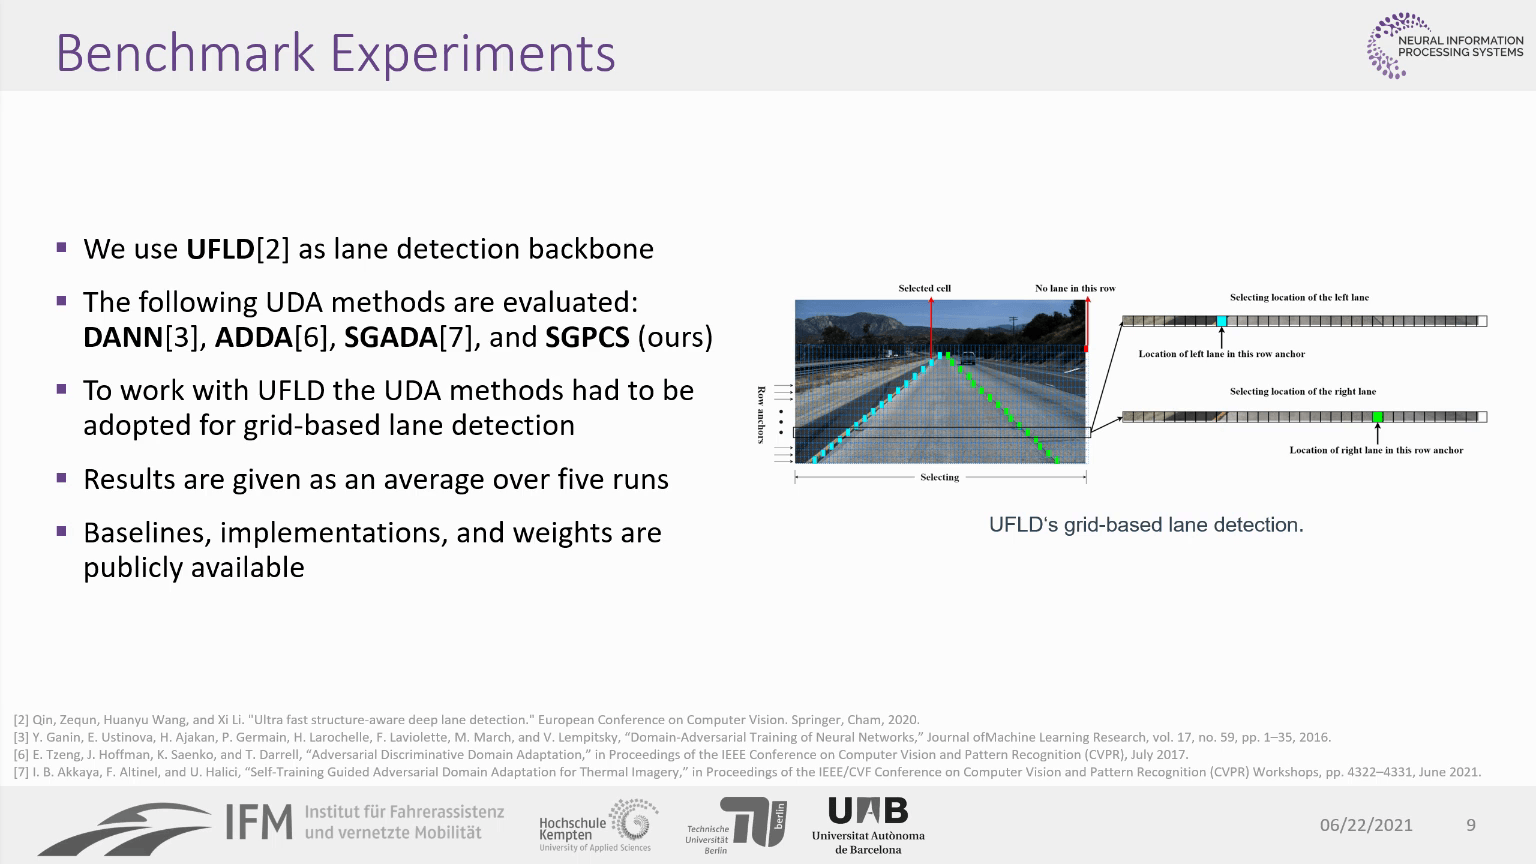 Benchmark Experiments
NEURAL INFORMATION
PROCESSING SYSTEMS
We use UFLD[2] as lane detection backbone
The following UDA methods are evaluated:
DANN[3], ADDA[6], SGADA[7], and SGPCS (ours)
To work with UFLD the UDA methods had to be
adopted for grid-based lane detection
Results are given as an average over five runs
Baselines, implementations, and weights are
publicly available
Selected cell
No lane in this row
Row anchors
Selecting
Selecting location of the left lane
Location of left lane in this row anchor
Selecting location of the right lane
Location of right lane in this row anchor
UFLD‘s grid-based lane detection.
[2] Qin, Zequn, Huanyu Wang, and Xi Li. "Ultra fast structure-aware deep lane detection." European Conference on Computer Vision. Springer, Cham, 2020.
[3] Y. Ganin, E. Ustinova, H. Ajakan, P. Germain, H. Larochelle, F. Laviolette, M. March, and V. Lempitsky, “Domain-Adversarial Training of Neural Networks,” Journal ofMachine Learning Research, vol. 17, no. 59, pp. 1–35, 2016.
[6] E. Tzeng, J. Hoffman, K. Saenko, and T. Darrell, “Adversarial Discriminative Domain Adaptation,” in Proceedings of the IEEE Conference on Computer Vision and Pattern Recognition (CVPR), July 2017.
[7] I. B. Akkaya, F. Altinel, and U. Halici, “Self-Training Guided Adversarial Domain Adaptation for Thermal Imagery,” in Proceedings of the IEEE/CVF Conference on Computer Vision and Pattern Recognition (CVPR) Workshops, pp. 4322–4331, June 2021.
IFM
Institut für Fahrerassistenz
und vernetzte Mobilität
Hochschule
Kempten
University of Applied Sciences
Technische
Universität
Berlin
berlin
UAB
Universitat Autònoma
de Barcelona
06/22/2021
9